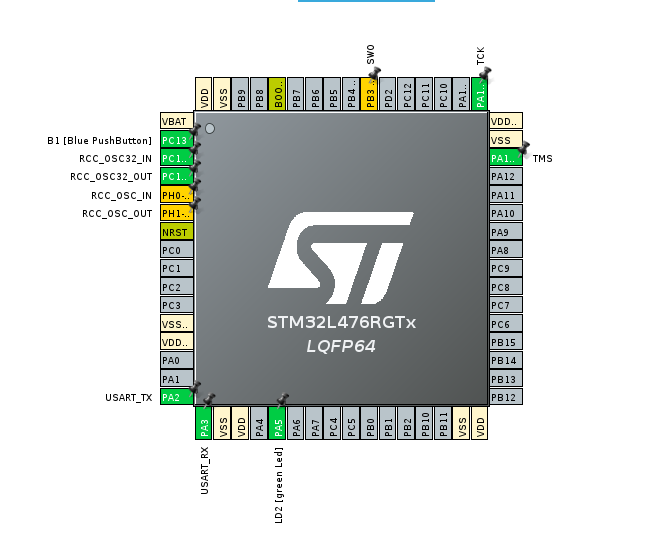 SWO
TCK
VDD
VSS
PB9
PB8
BOO..
PB7
PB6
PB5
PB4..
PB3..
PD2
PC12
PC11
PC10
PA1..
PA1..
VBAT
B1 [Blue PushButton] PC13
RCC_OSC32_IN PC1..
RCC_OSC32_OUT PC1..
RCC_OSC_IN PH0-..
RCC_OSC_OUT PH1-..
NRST
PC0
PC1
PC2
PC3
VSS..
VDD..
PA0
PA1
USART_TX PA2
STM32L476RGTx
LQFP64
VDD..
VSS
PA1.. TMS
PA12
PA11
PA10
PA9
PA8
PC9
PC8
PC7
PC6
PB15
PB14
PB13
PB12
PA3
VSS
VDD
PA4
PA5
PA6
PA7
PC4
PC5
PB0
PB1
PB2
PB10
PB11
VSS
VDD
USART_RX
LD2 [green Led]